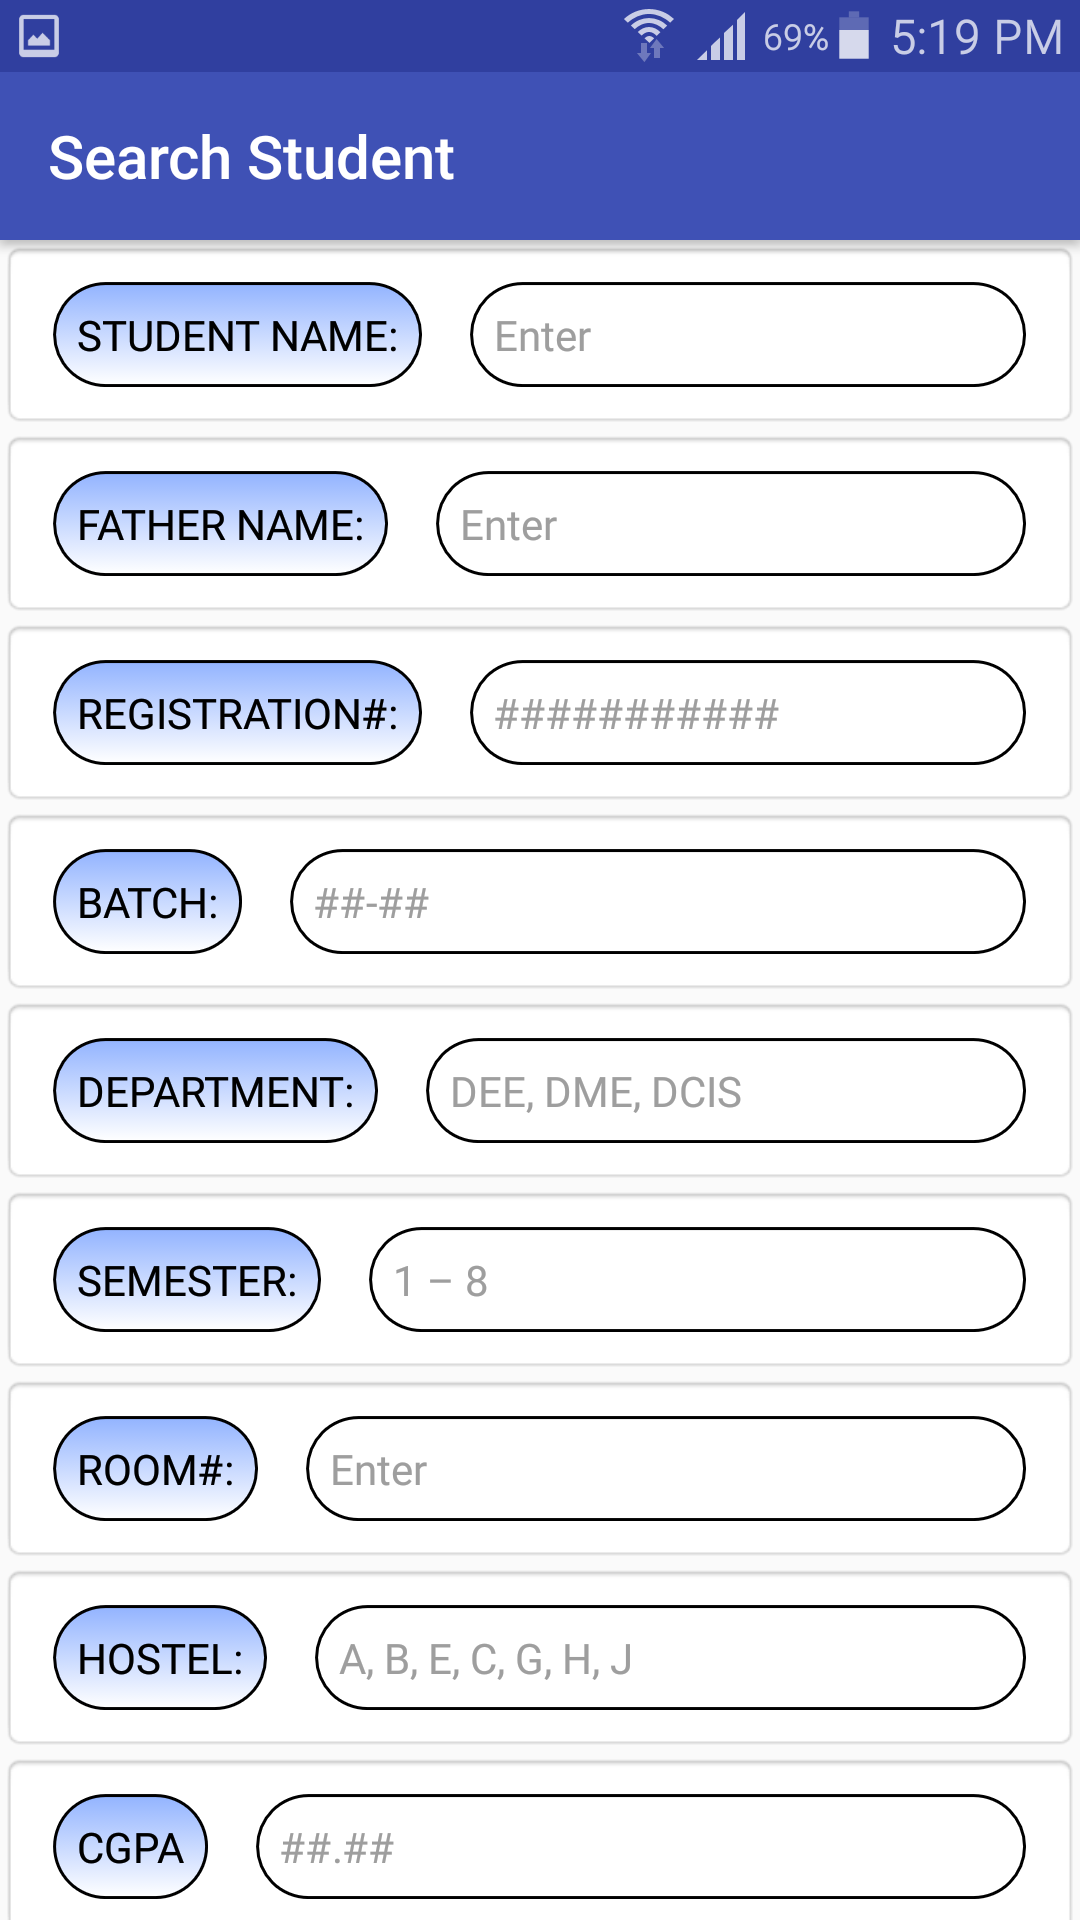 69% 5:19 PM
Search Student
STUDENT NAME: Enter
FATHER NAME: Enter
REGISTRATION#: ###########
BATCH: ##-##
DEPARTMENT: DEE, DME, DCIS
SEMESTER: 1 – 8
ROOM#: Enter
HOSTEL: A, B, E, C, G, H, J
CGPA ##.##